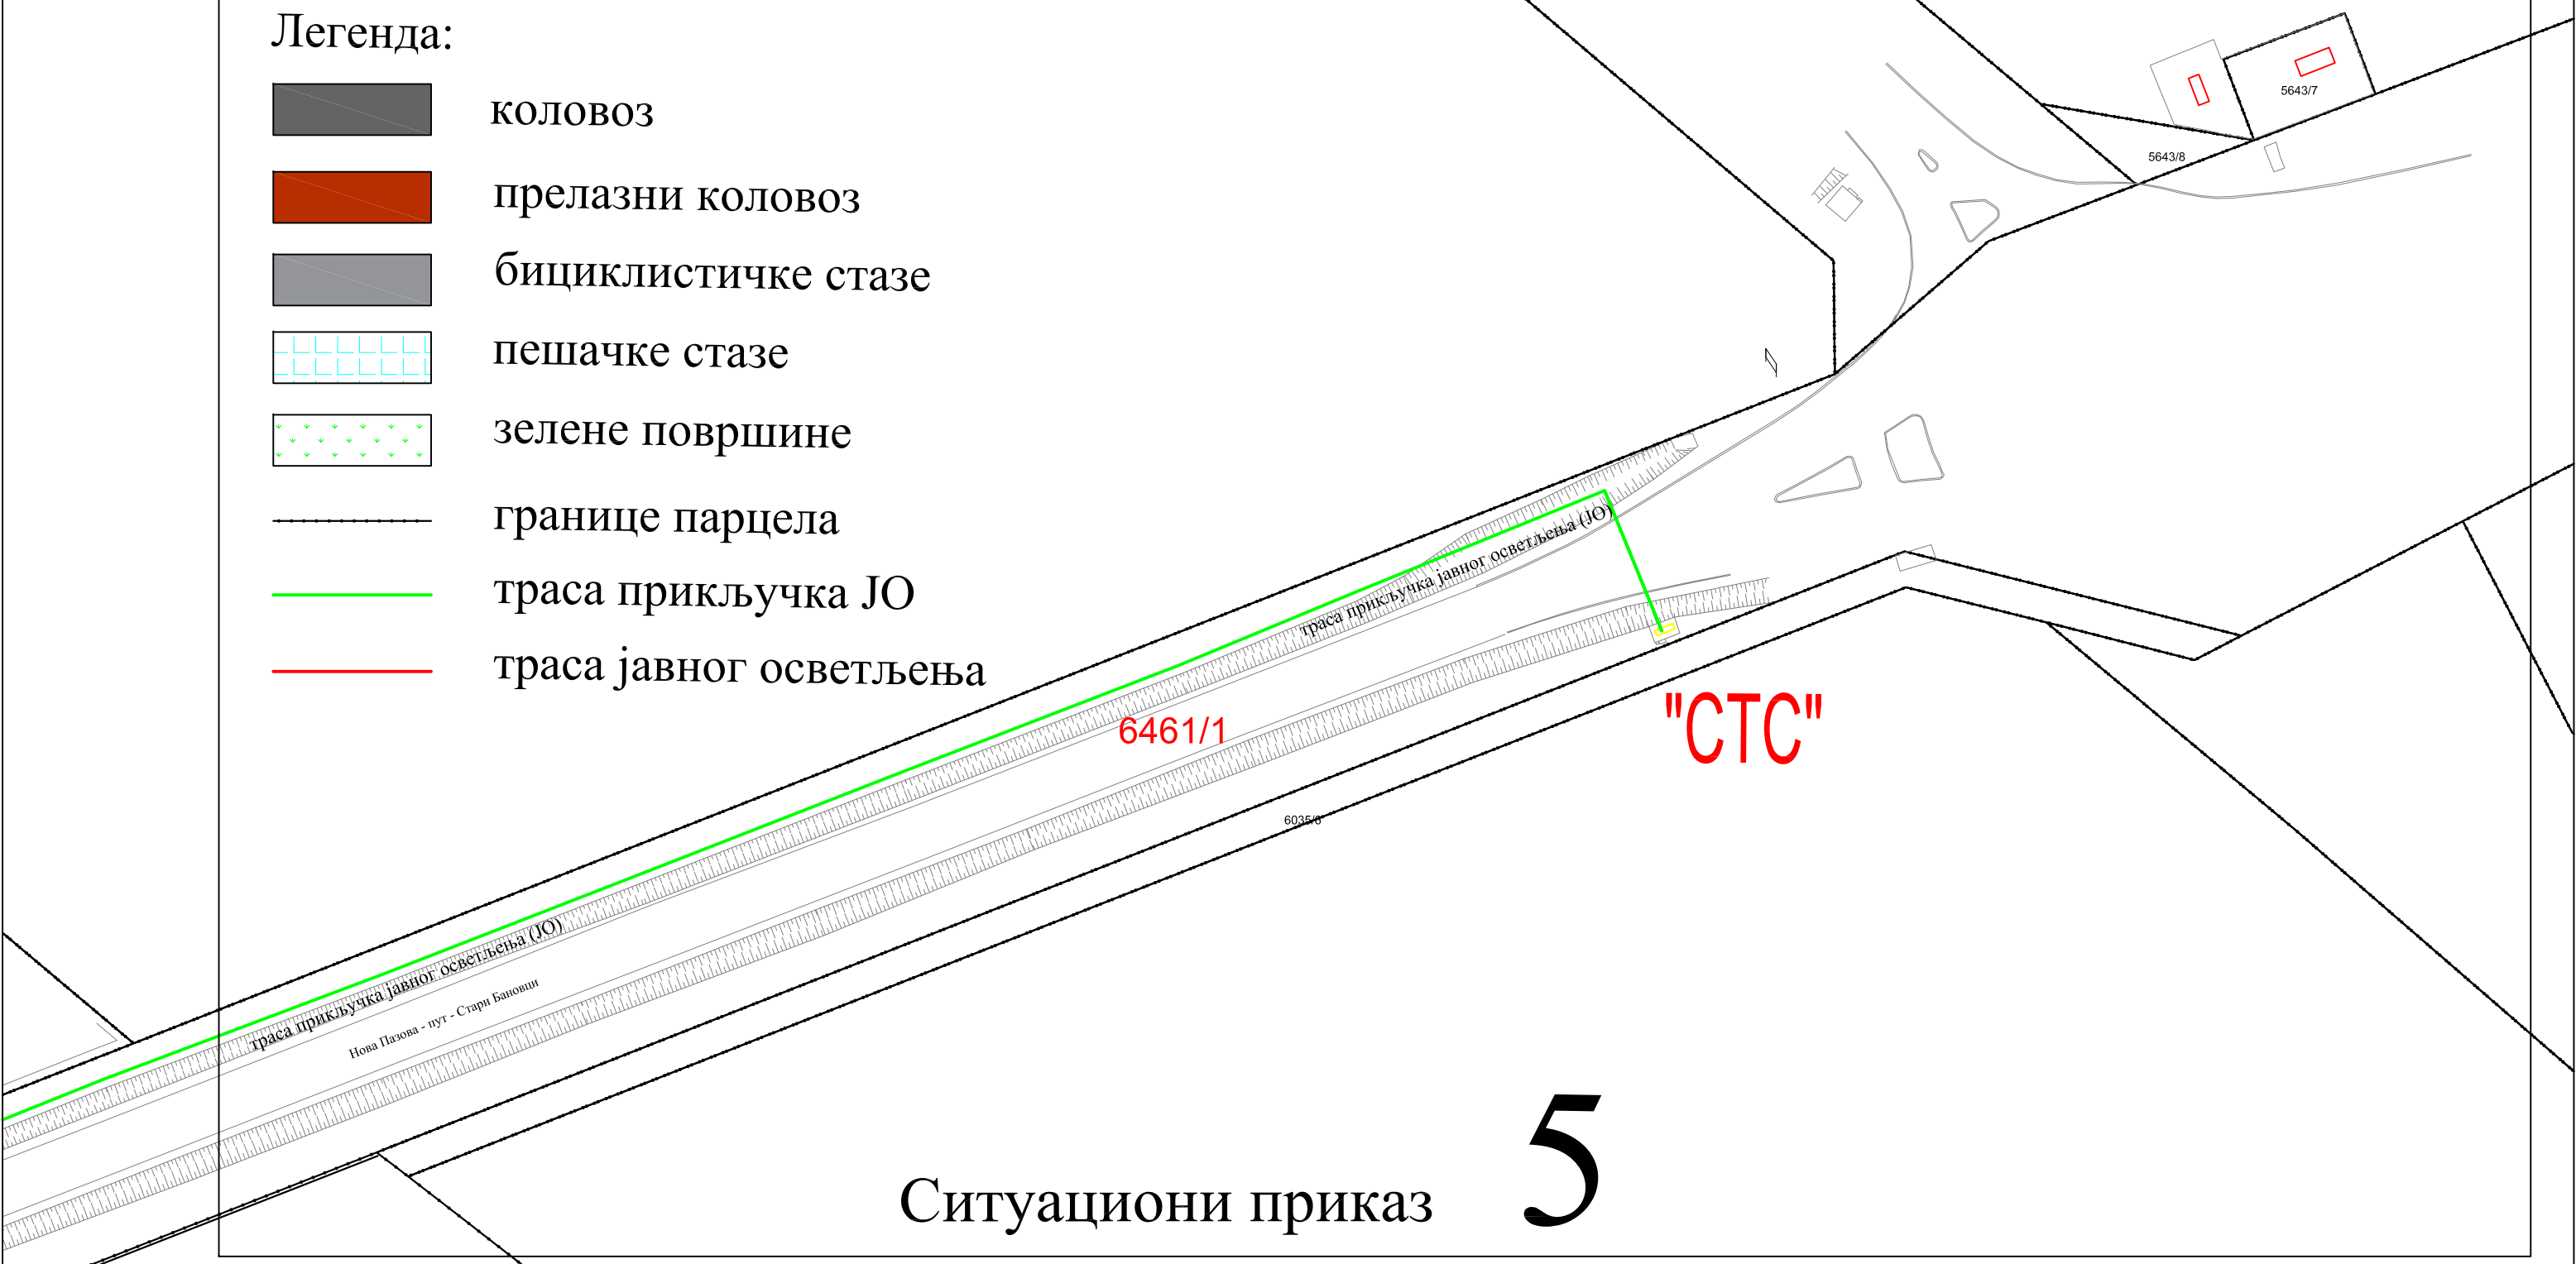 Легенда:
коловоз
прелазни коловоз
бициклистичке стазе
пешачке стазе
зелене површине
границе парцела
траса прикључка ЈО
траса јавног осветљења
5643/7
5643/8
траса прикључка јавног осветљења (ЈО)
6461/1
"СТС"
6035/6
траса прикључка јавног осветљења (ЈО)
Нова Пазова - пут - Стари Бановци
Ситуациони приказ 5